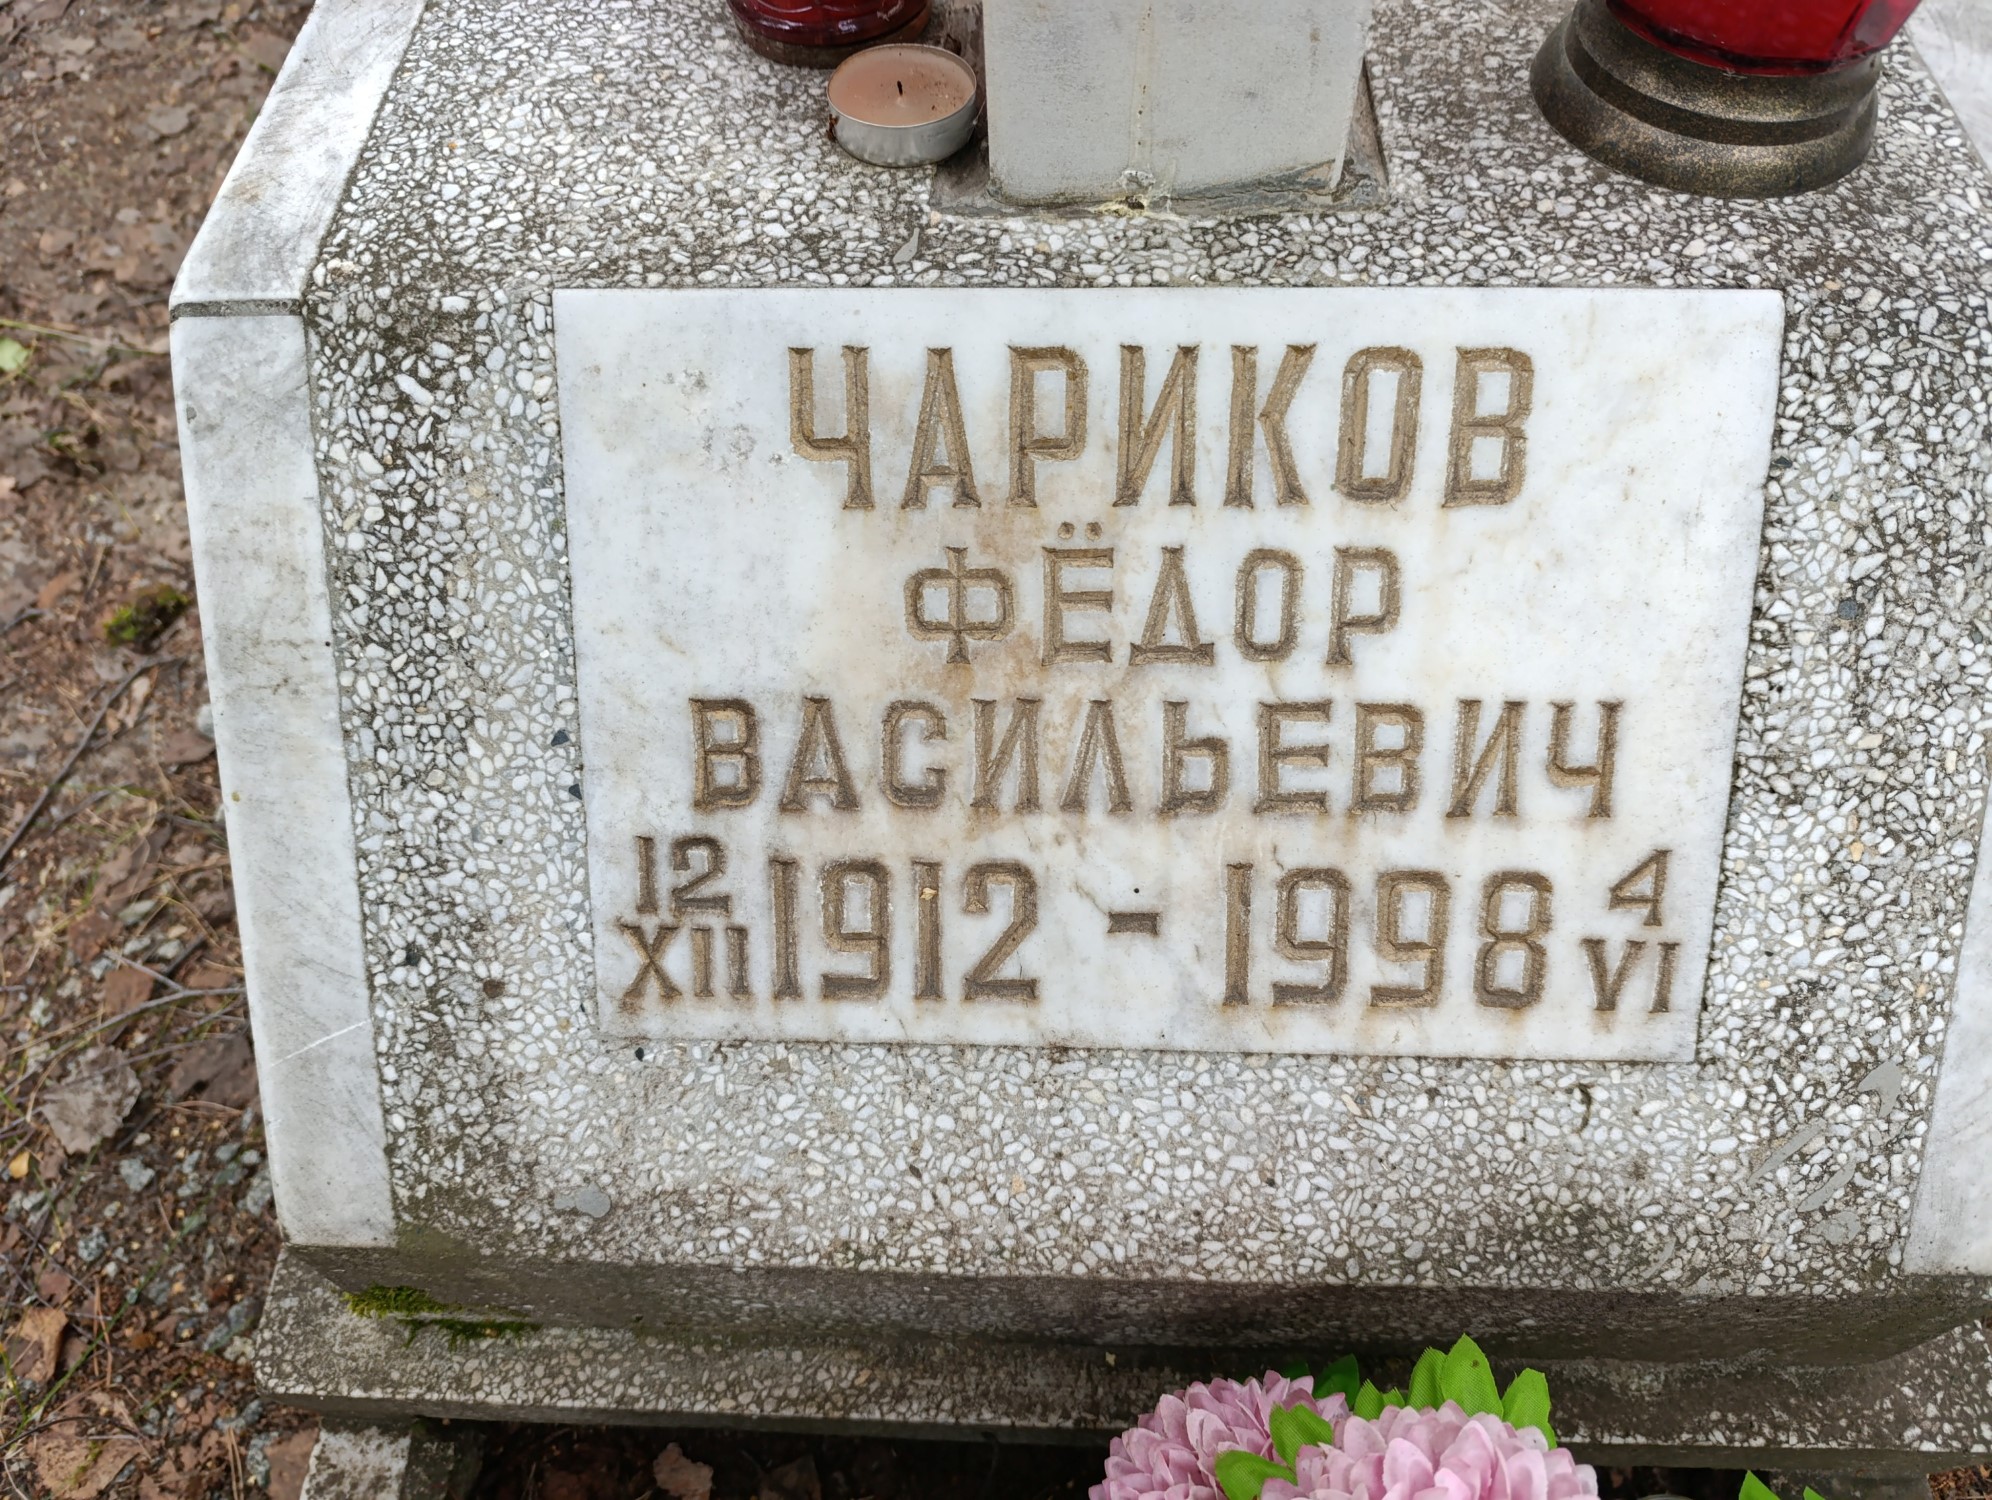 ЧАРИКОВ
ФЁДОР
ВАСИЛЬЕВИЧ
12 XII 1912 - 1998 4 VI